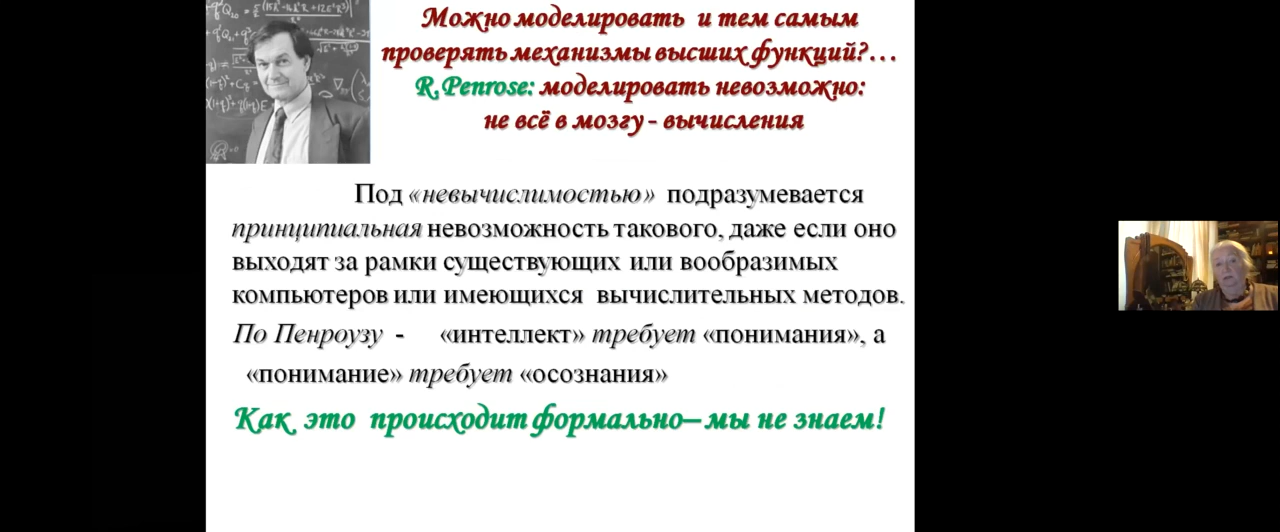 Можно моделировать и тем самым
проверять механизмы высших функций?...
R.Penrose: моделировать невозможно:
не всё в мозгу - вычисления
Под «невычислимостью» подразумевается
принципиальная невозможность такового, даже если оно
выходят за рамки существующих или вообразимых
компьютеров или имеющихся вычислительных методов.
По Пенроузу - «интеллект» требует «понимания», а
«понимание» требует «осознания»
Как это происходит формально– мы не знаем!